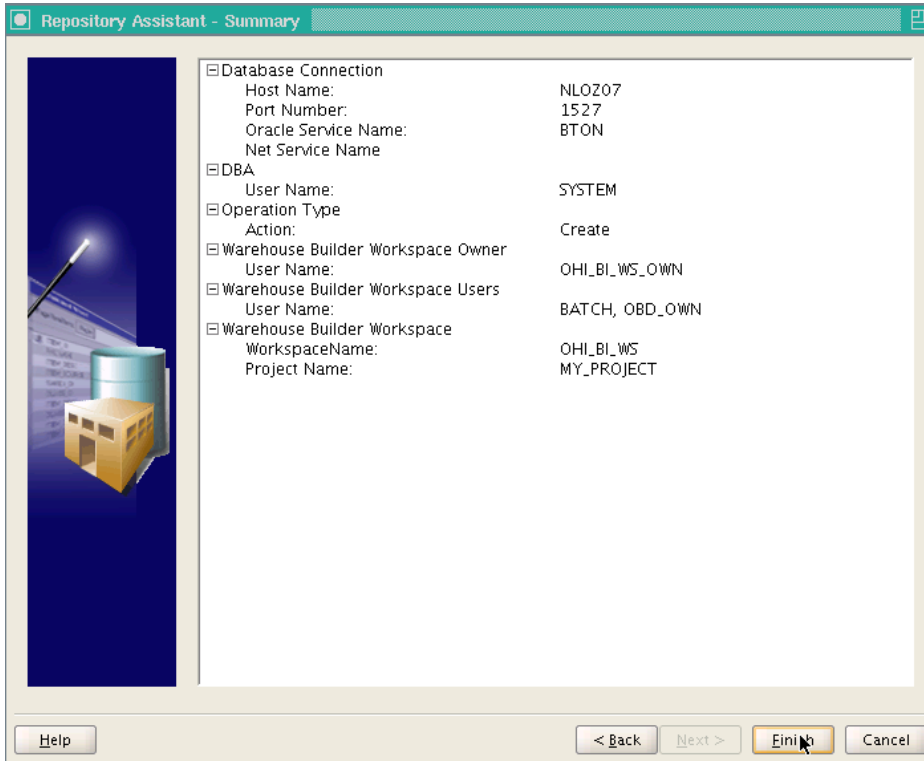 Repository Assistant - Summary
Database Connection
Host Name: NLOZ07
Port Number: 1527
Oracle Service Name: BTON
Net Service Name
DBA
User Name: SYSTEM
Operation Type
Action: Create
Warehouse Builder Workspace Owner
User Name: OHI_BI_WS_OWN
Warehouse Builder Workspace Users
User Name: BATCH, OBD_OWN
Warehouse Builder Workspace
WorkspaceName: OHI_BI_WS
Project Name: MY_PROJECT
Help < Back Next > Finish Cancel